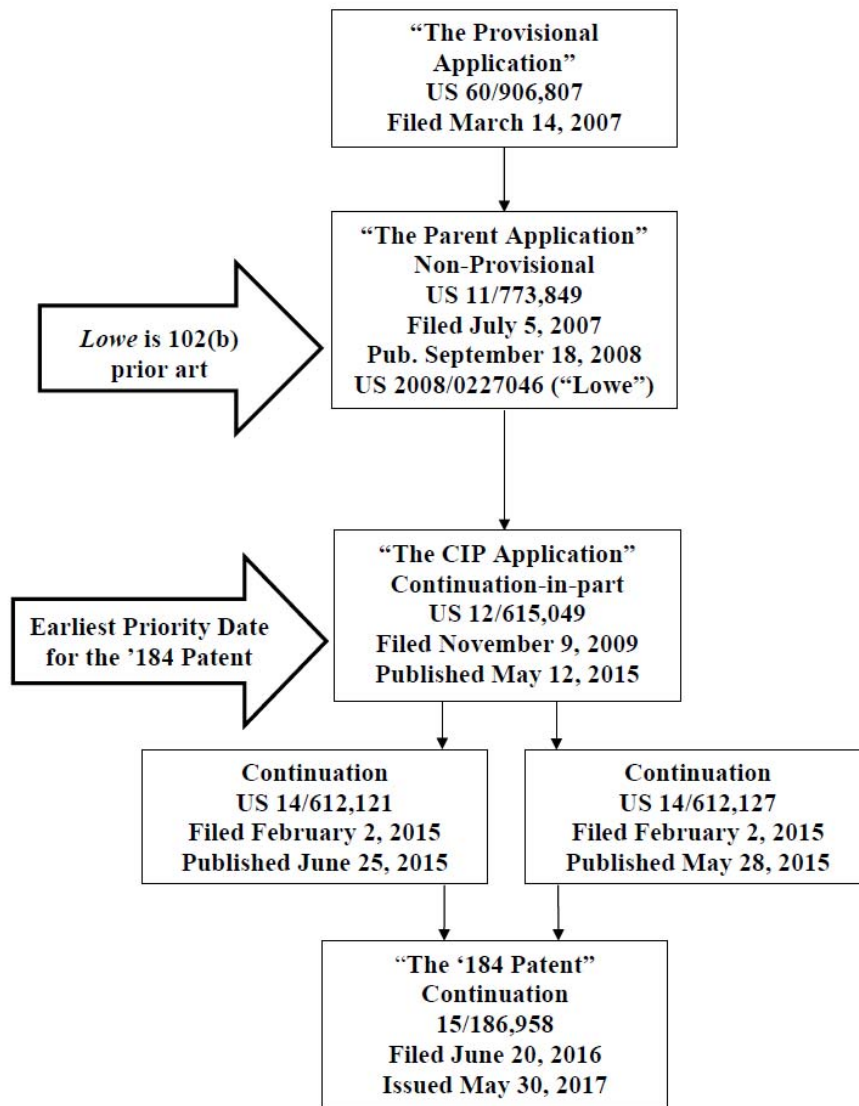 “The Provisional
Application”
US 60/906,807
Filed March 14, 2007
“The Parent Application”
Non-Provisional
US 11/773,849
Filed July 5, 2007
Pub. September 18, 2008
US 2008/0227046 (“Lowe”)
Lowe is 102(b)
prior art
“The CIP Application”
Continuation-in-part
US 12/615,049
Filed November 9, 2009
Published May 12, 2015
Earliest Priority Date
for the ’184 Patent
Continuation
US 14/612,121
Filed February 2, 2015
Published June 25, 2015
Continuation
US 14/612,127
Filed February 2, 2015
Published May 28, 2015
“The ‘184 Patent”
Continuation
15/186,958
Filed June 20, 2016
Issued May 30, 2017